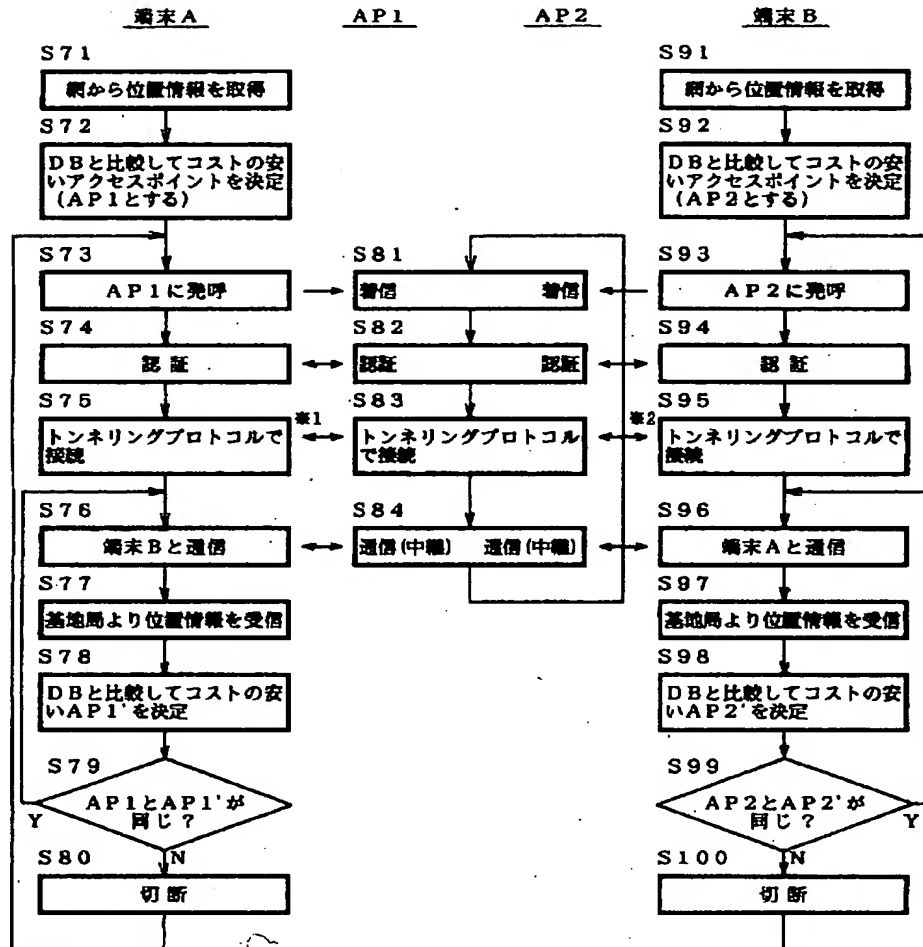 端末A
AP1
AP2
端末B
S71
網から位置情報を取得
S72
DBと比較してコストの安
いアクセスポイントを決定
(AP1とする)
S73
AP1に発呼
S74
認証
S75
トンネリングプロトコルで
接続
※1
S76
端末Bと通信
S77
基地局より位置情報を受信
S78
DBと比較してコストの安
いAP1'を決定
S79
AP1とAP1'が
同じ?
Y
N
S80
切断
S81
着信 着信
S82
認証 認証
S83
トンネリングプロトコル
で接続
※2
S84
通信(中継) 通信(中継)
S91
網から位置情報を取得
S92
DBと比較してコストの安
いアクセスポイントを決定
(AP2とする)
S93
AP2に発呼
S94
認証
S95
トンネリングプロトコルで
接続
S96
端末Aと通信
S97
基地局より位置情報を受信
S98
DBと比較してコストの安
いAP2'を決定
S99
AP2とAP2'が
同じ?
Y
N
S100
切断